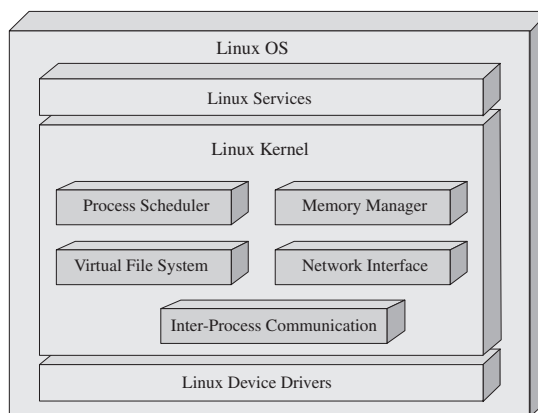 Linux OS
Linux Services
Linux Kernel
Process Scheduler
Memory Manager
Virtual File System
Network Interface
Inter-Process Communication
Linux Device Drivers